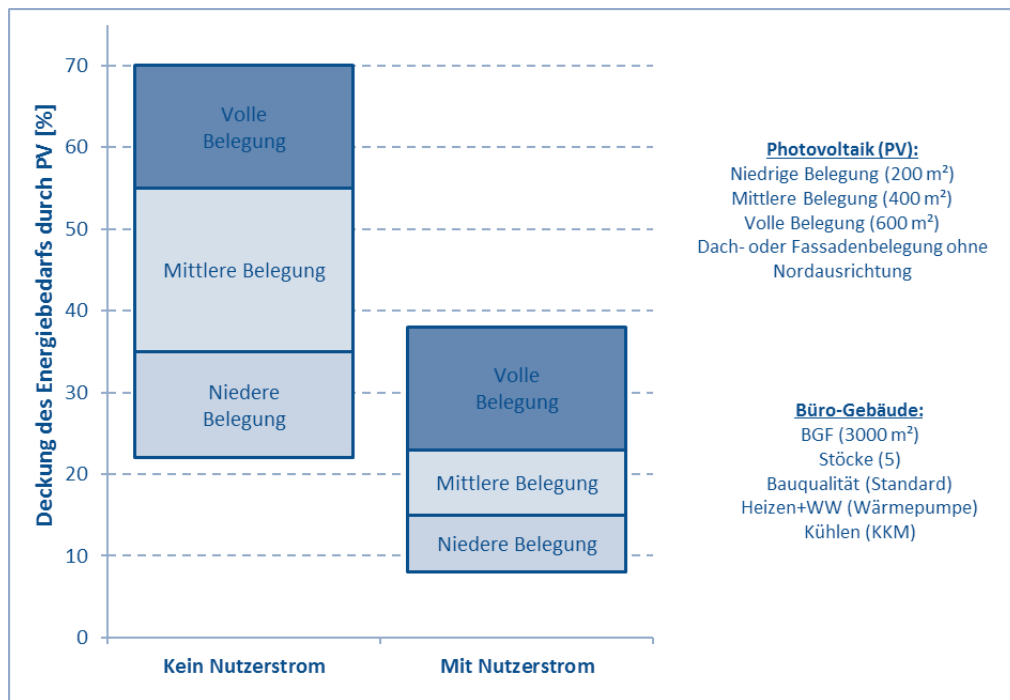 Deckung des Energiebedarfs durch PV [%]
70
60
50
40
30
20
10
0
Volle
Belegung
Mittlere Belegung
Niedere
Belegung
Volle
Belegung
Mittlere Belegung
Niedere Belegung
Kein Nutzerstrom
Mit Nutzerstrom
Photovoltaik (PV):
Niedrige Belegung (200 m²)
Mittlere Belegung (400 m²)
Volle Belegung (600 m²)
Dach- oder Fassadenbelegung ohne
Nordausrichtung
Büro-Gebäude:
BGF (3000 m²)
Stöcke (5)
Bauqualität (Standard)
Heizen+WW (Wärmepumpe)
Kühlen (KKM)